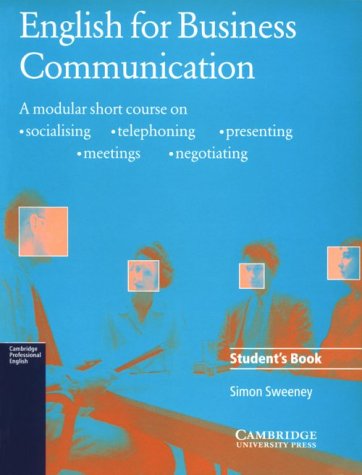 English for Business
Communication
A modular short course on
•socialising •telephoning •presenting
•meetings •negotiating
Cambridge
Professional
English
Student's Book
Simon Sweeney
CAMBRIDGE
UNIVERSITY PRESS